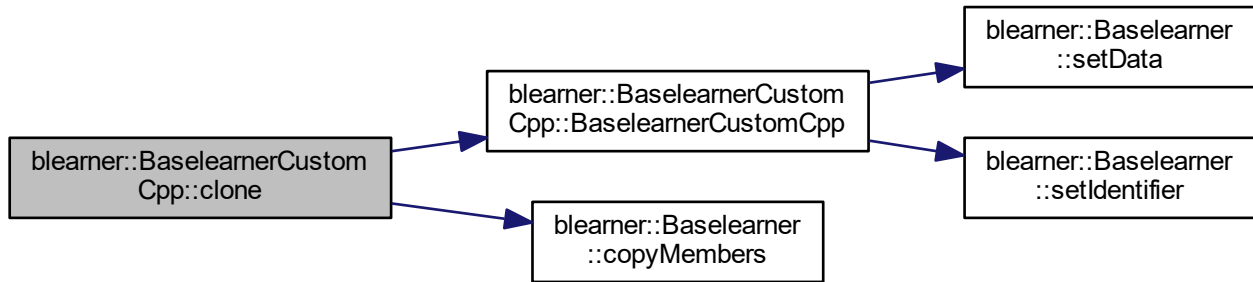 blearner::BaselearnerCustom
Cpp::clone
blearner::BaselearnerCustom
Cpp::BaselearnerCustomCpp
blearner::Baselearner
::setData
blearner::Baselearner
::setIdentifier
blearner::Baselearner
::copyMembers